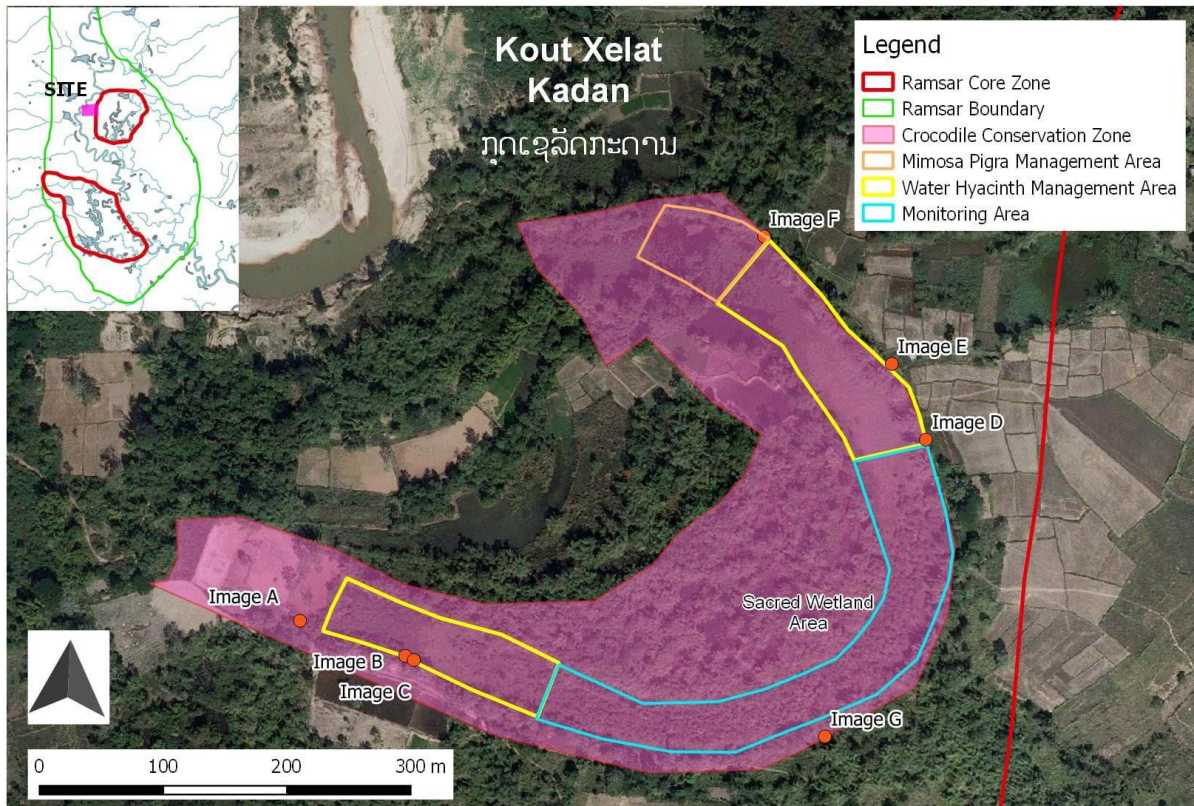 SITE
Kout Xelat
Kadan
ກຸດເຊລັດກະດານ
Legend
Ramsar Core Zone
Ramsar Boundary
Crocodile Conservation Zone
Mimosa Pigra Management Area
Water Hyacinth Management Area
Monitoring Area
Image F
Image E
Image D
Sacred Wetland
Area
Image A
Image B
Image C
Image G
0 100 200 300 m